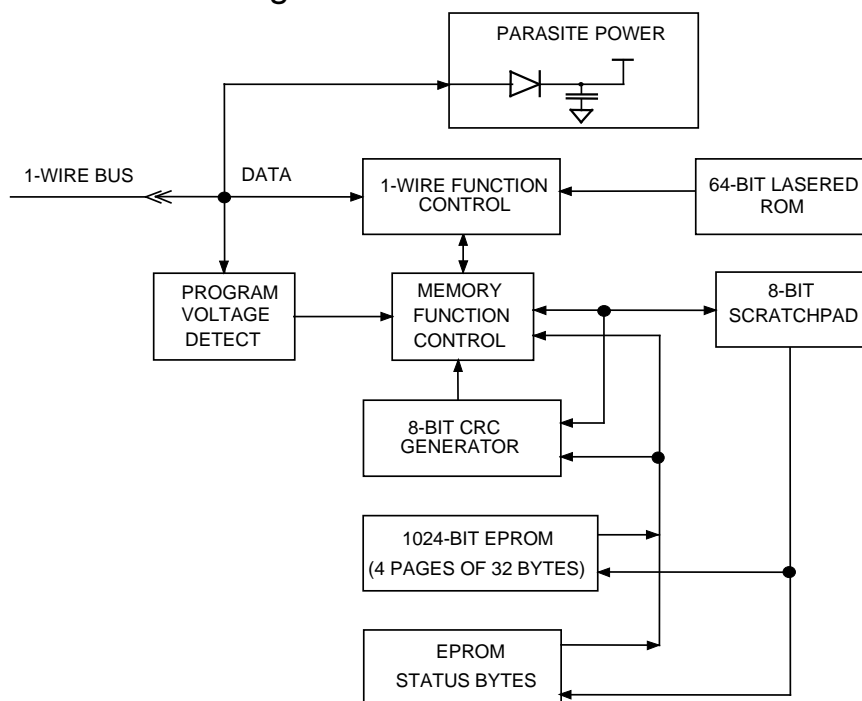 PARASITE POWER
1-WIRE BUS
DATA
1-WIRE FUNCTION
CONTROL
64-BIT LASERED
ROM
PROGRAM
VOLTAGE
DETECT
MEMORY
FUNCTION
CONTROL
8-BIT
SCRATCHPAD
8-BIT CRC
GENERATOR
1024-BIT EPROM
(4 PAGES OF 32 BYTES)
EPROM
STATUS BYTES